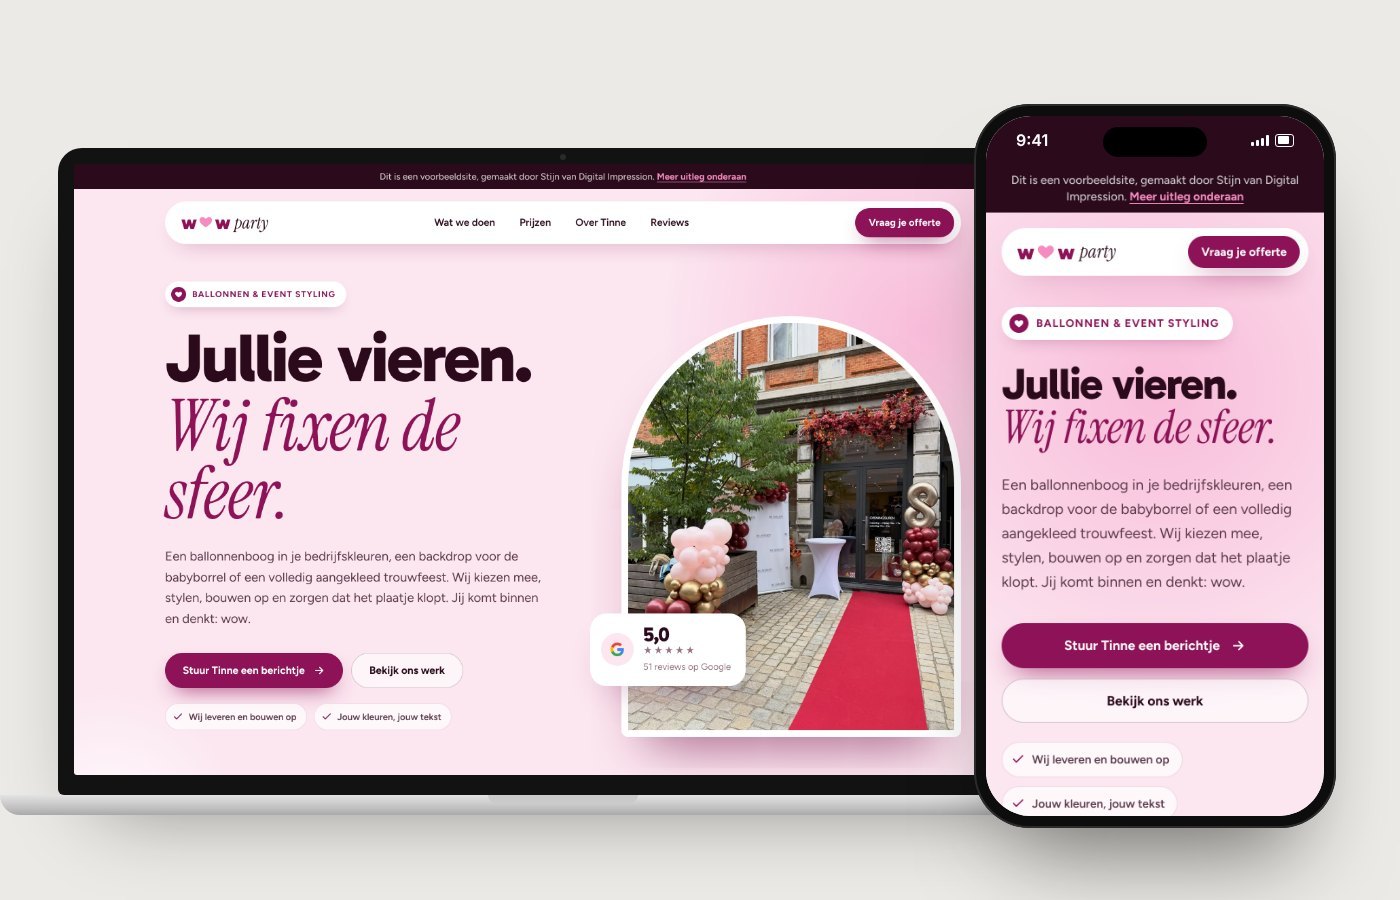 Dit is een voorbeeldsite, gemaakt door Stijn van Digital Impression. Meer uitleg onderaan
w w party
Wat we doen
Prijzen
Over Tinne
Reviews
Vraag je offerte
BALLONNEN & EVENT STYLING
Jullie vieren.
Wij fixen de
sfeer.
Een ballonnenboog in je bedrijfskleuren, een backdrop voor de
babyborrel of een volledig aangekleed trouwfeest. Wij kiezen mee,
stylen, bouwen op en zorgen dat het plaatje klopt. Jij komt binnen
en denkt: wow.
Stuur Tinne een berichtje →
Bekijk ons werk
Wij leveren en bouwen op
Jouw kleuren, jouw tekst
8
G
5,0
★★★★★
51 reviews op Google
9:41
Dit is een voorbeeldsite, gemaakt door Stijn van Digital
Impression. Meer uitleg onderaan
w w party
Vraag je offerte
BALLONNEN & EVENT STYLING
Jullie vieren.
Wij fixen de sfeer.
Een ballonnenboog in je bedrijfskleuren, een
backdrop voor de babyborrel of een volledig
aangekleed trouwfeest. Wij kiezen mee,
stylen, bouwen op en zorgen dat het plaatje
klopt. Jij komt binnen en denkt: wow.
Stuur Tinne een berichtje →
Bekijk ons werk
Wij leveren en bouwen op
Jouw kleuren, jouw tekst